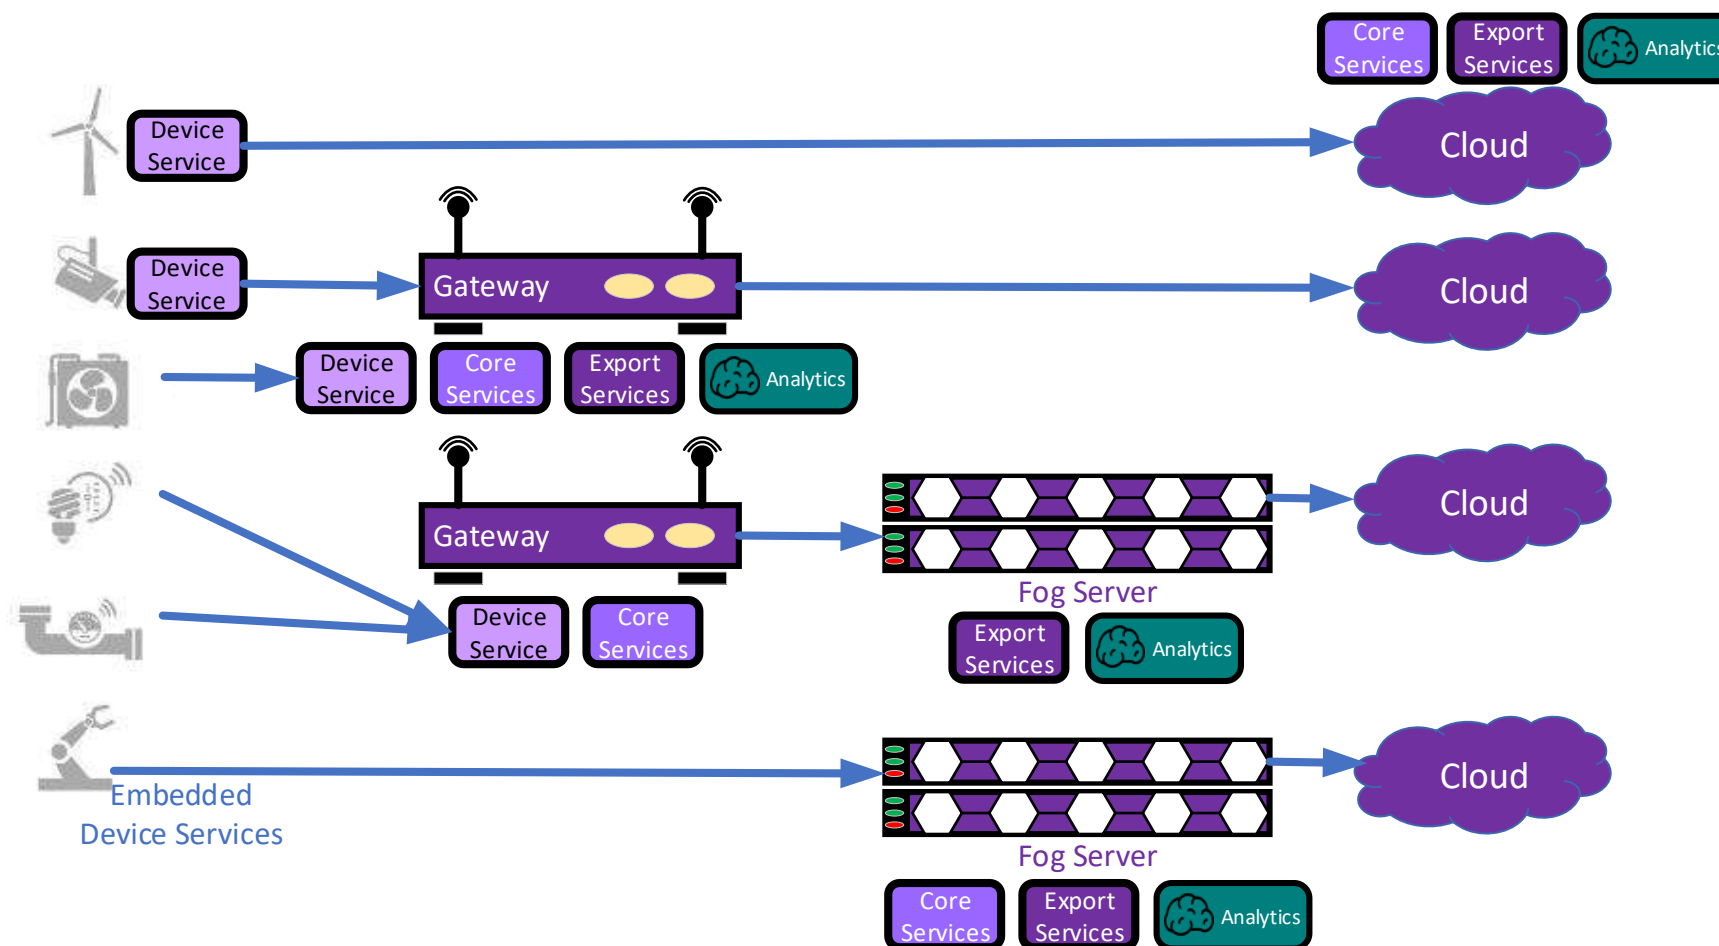 Core
Services
Export
Services
Analytics
Device
Service
Cloud
Device
Service
Gateway
Cloud
Device
Service
Core
Services
Export
Services
Analytics
Gateway
Cloud
Fog Server
Device
Service
Core
Services
Export
Services
Analytics
Embedded
Device Services
Cloud
Fog Server
Core
Services
Export
Services
Analytics